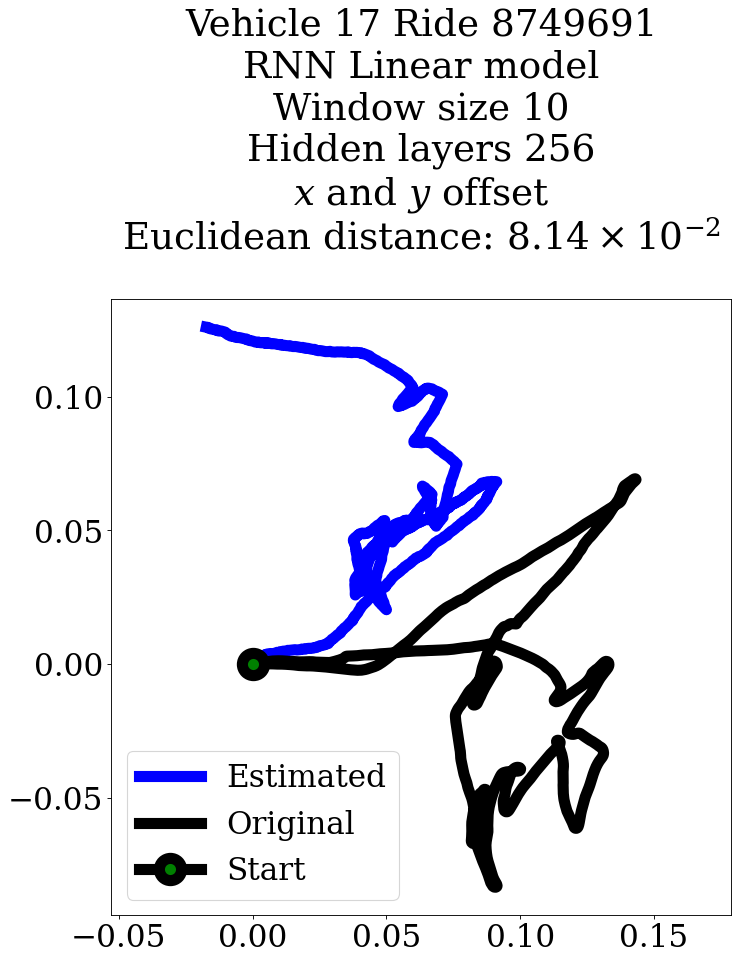 Vehicle 17 Ride 8749691
RNN Linear model
Window size 10
Hidden layers 256
x and y offset
Euclidean distance: 8.14 × 10⁻²
0.10
0.05
0.00
−0.05
Estimated
Original
Start
−0.05 0.00 0.05 0.10 0.15